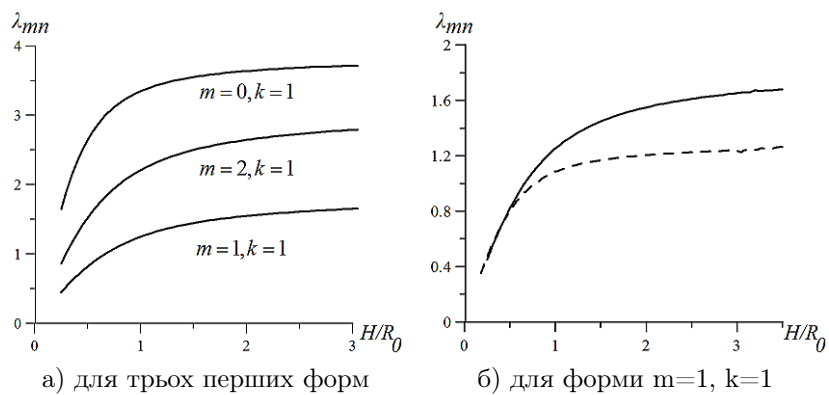 λmn
4
3
2
1
0
m=0,k=1
m=2,k=1
m=1,k=1
0 1 2 3 H/R0
а) для трьох перших форм
λmn
2
1.6
1.2
0.8
0.4
0
0 1 2 3 H/R0
б) для форми m=1, k=1